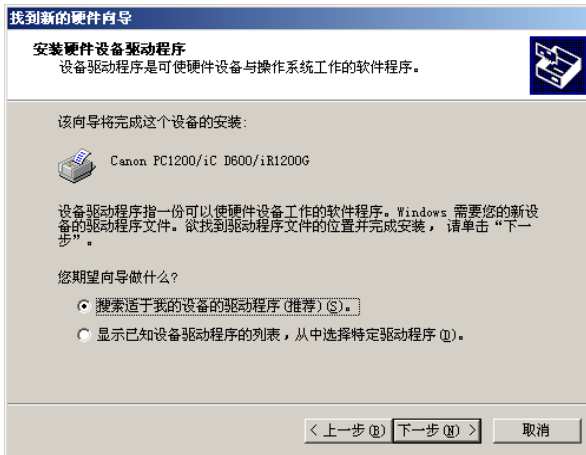 找到新的硬件向导
安装硬件设备驱动程序
设备驱动程序是可使硬件设备与操作系统工作的软件程序。
该向导将完成这个设备的安装:
Canon PC1200/iC D600/iR1200G
设备驱动程序指一份可以使硬件设备工作的软件程序。Windows 需要您的新设
备的驱动程序文件。欲找到驱动程序文件的位置并完成安装，请单击“下一
步”。
您期望向导做什么?
搜索适于我的设备的驱动程序(推荐)(S)。
显示已知设备驱动程序的列表，从中选择特定驱动程序(D)。
< 上一步(B) 下一步(N) > 取消